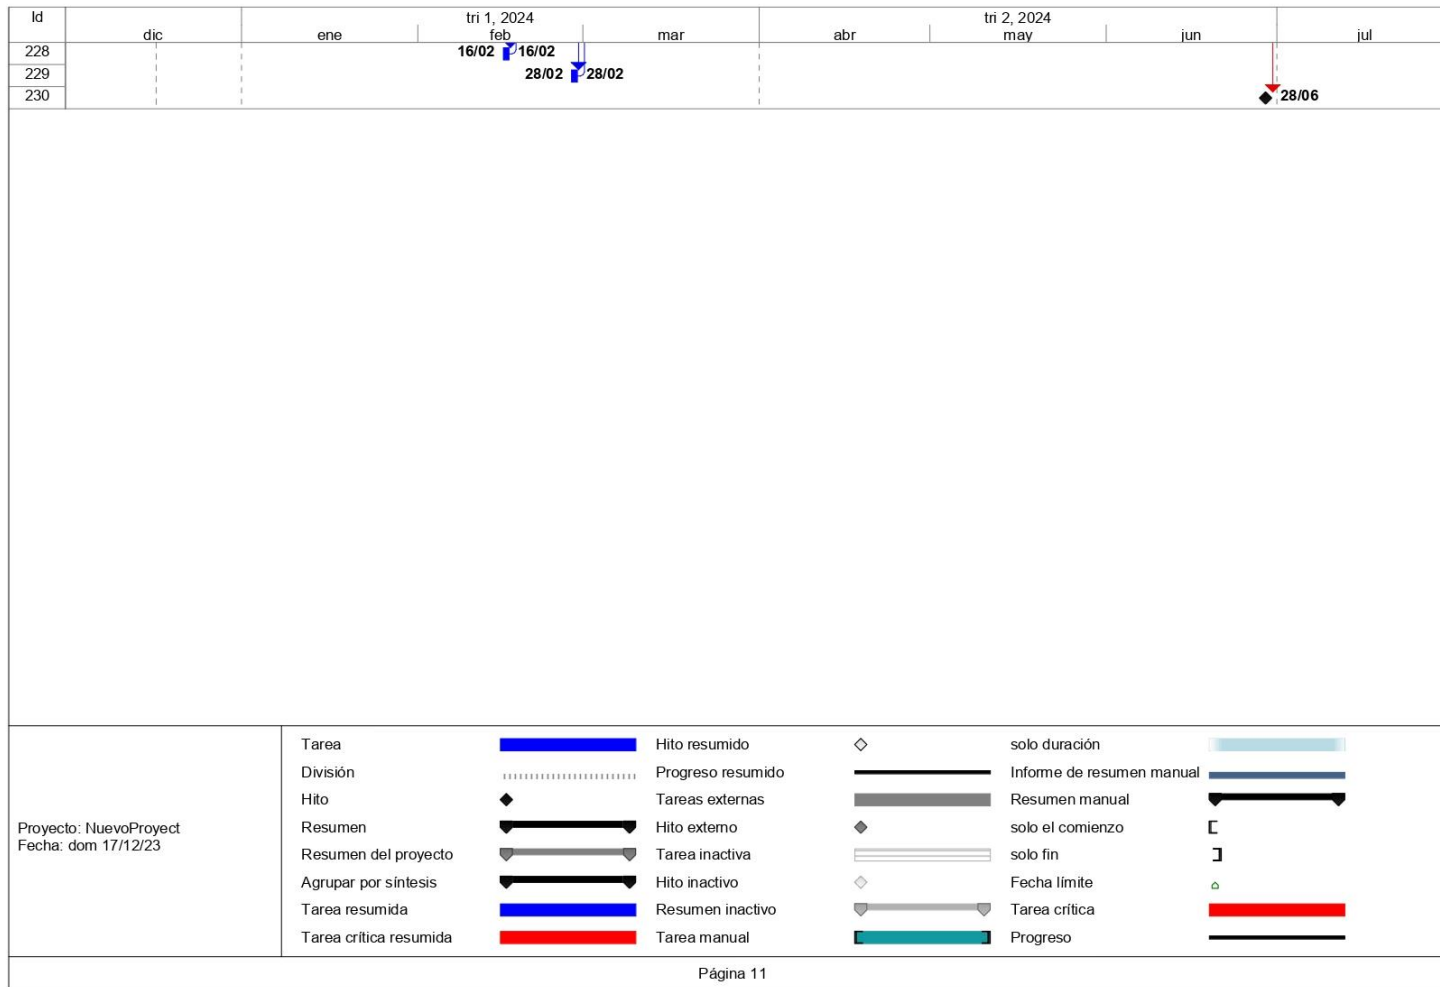 Id
tri 1, 2024 tri 2, 2024
dic ene feb mar abr may jun jul
228 16/02 16/02
229 28/02 28/02
230 28/06
Proyecto: NuevoProyect
Fecha: dom 17/12/23
Tarea Hito resumido solo duración
División Progreso resumido Informe de resumen manual
Hito Tareas externas Resumen manual
Resumen Hito externo solo el comienzo
Resumen del proyecto Tarea inactiva solo fin
Agrupar por síntesis Hito inactivo Fecha límite
Tarea resumida Resumen inactivo Tarea crítica
Tarea crítica resumida Tarea manual Progreso
Página 11